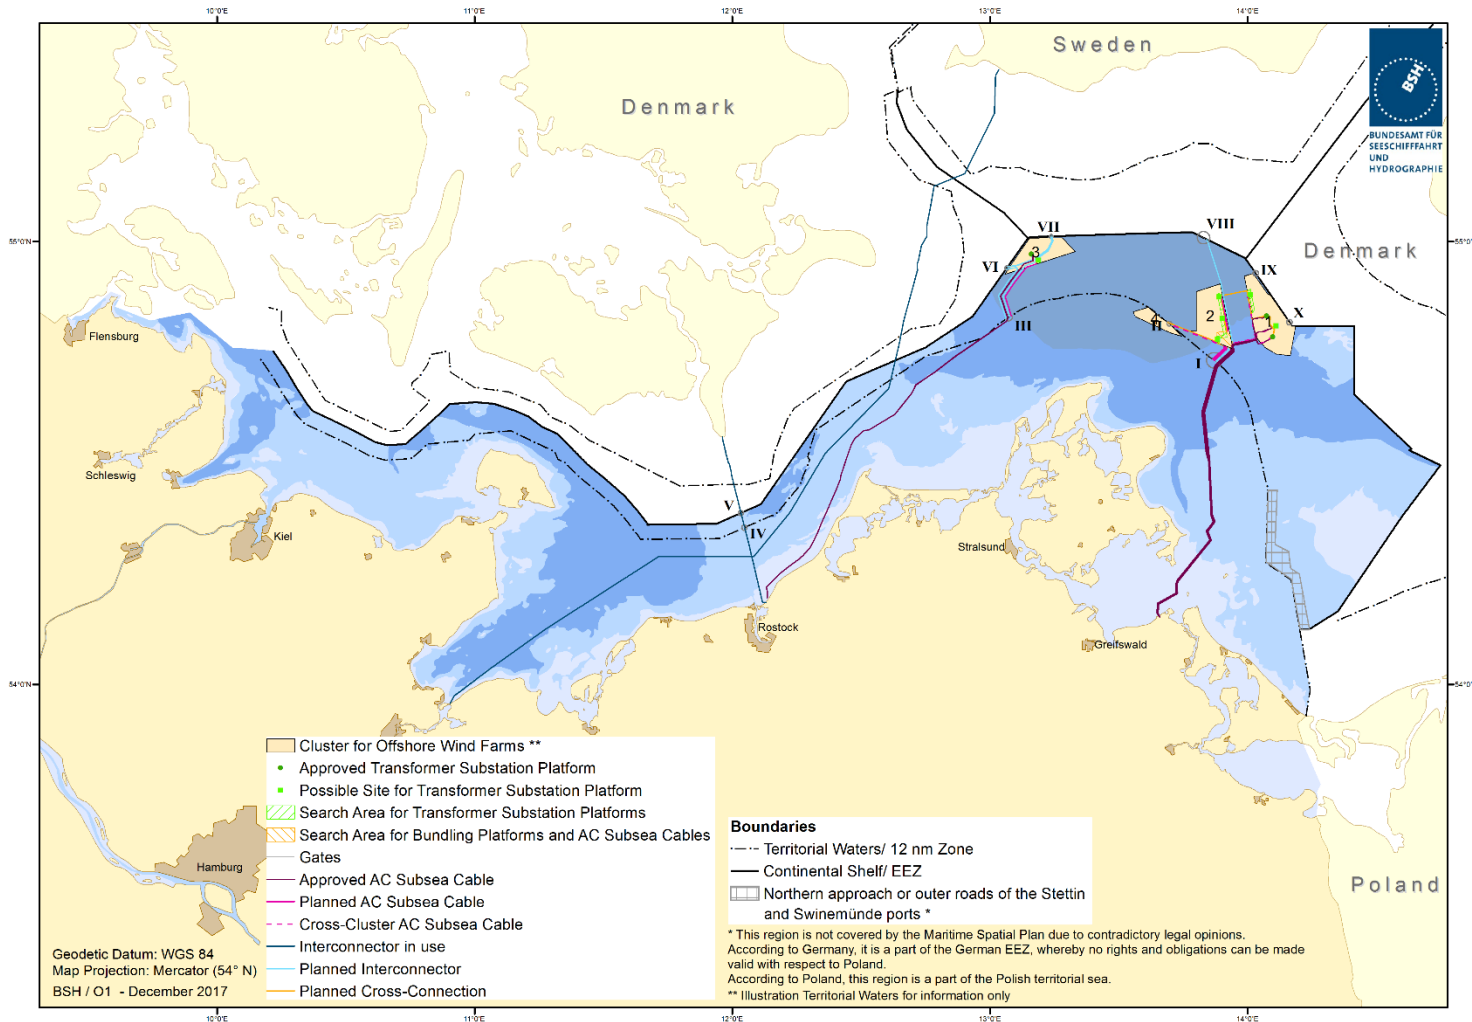 10°0'E 11°0'E 12°0'E 13°0'E 14°0'E
Sweden
Denmark
BSH
BUNDESAMT FÜR
SEESCHIFFFAHRT
UND
HYDROGRAPHIE
55°0'N
55°0'
VII
VIII
Denmark
3
VI
IX
X
4
II
2
1
III
I
Flensburg
Schleswig
V
IV
Kiel
Stralsund
Rostock
Greifswald
54°0'N
54°0'
Hamburg
Poland
Cluster for Offshore Wind Farms **
Approved Transformer Substation Platform
Possible Site for Transformer Substation Platform
Search Area for Transformer Substation Platforms
Search Area for Bundling Platforms and AC Subsea Cables
Gates
Approved AC Subsea Cable
Planned AC Subsea Cable
Cross-Cluster AC Subsea Cable
Interconnector in use
Planned Interconnector
Planned Cross-Connection
Boundaries
Territorial Waters/ 12 nm Zone
Continental Shelf/ EEZ
Northern approach or outer roads of the Stettin
and Swinemünde ports *
* This region is not covered by the Maritime Spatial Plan due to contradictory legal opinions.
According to Germany, it is a part of the German EEZ, whereby no rights and obligations can be made
valid with respect to Poland.
According to Poland, this region is a part of the Polish territorial sea.
** Illustration Territorial Waters for information only
Geodetic Datum: WGS 84
Map Projection: Mercator (54° N)
BSH / O1 - December 2017
10°0'E 11°0'E 12°0'E 13°0'E 14°0'E